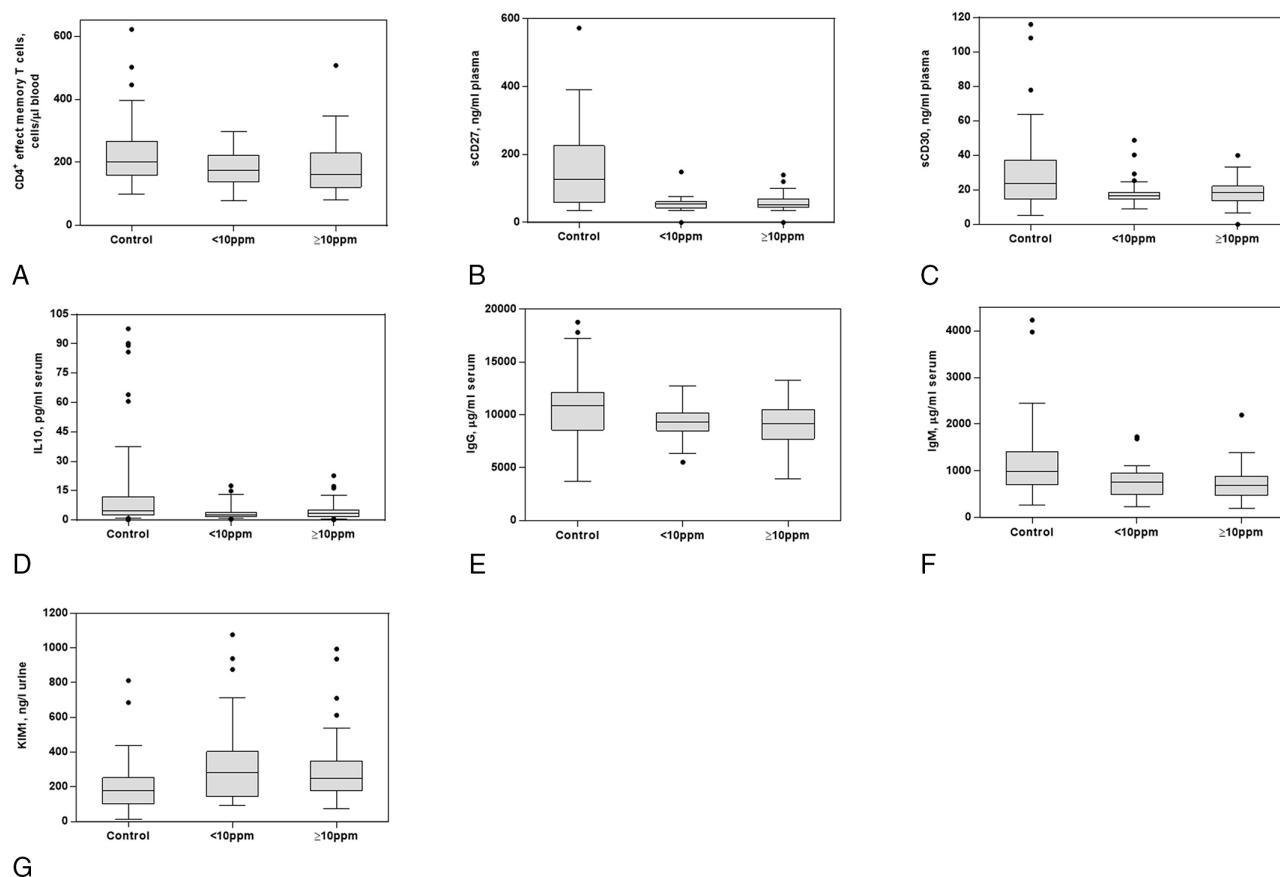 CD4+ effect memory T cells,
cells/μl blood
600
400
200
0
Control <10ppm ≥10ppm
A
sCD27, ng/ml plasma
600
400
200
0
Control <10ppm ≥10ppm
B
sCD30, ng/ml plasma
120
100
80
60
40
20
0
Control <10ppm ≥10ppm
C
IL10, pg/ml serum
105
90
75
60
45
30
15
0
Control <10ppm ≥10ppm
D
IgG, μg/ml serum
20000
15000
10000
5000
0
Control <10ppm ≥10ppm
E
IgM, μg/ml serum
4000
3000
2000
1000
0
Control <10ppm ≥10ppm
F
KIM1, ng/l urine
1200
1000
800
600
400
200
0
Control <10ppm ≥10ppm
G